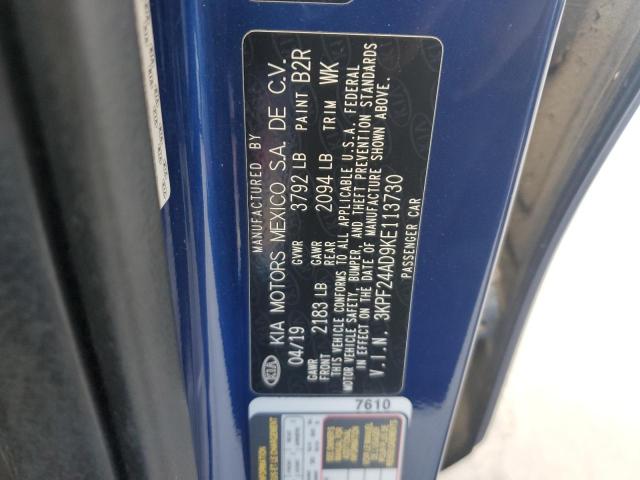 MANUFACTURED BY
KIA MOTORS MEXICO S.A. DE C.V.
04/19 GVWR 3792 LB PAINT B2R
GAWR FRONT 2183 LB GAWR REAR 2094 LB TRIM WK
THIS VEHICLE CONFORMS TO ALL APPLICABLE U.S.A. FEDERAL
MOTOR VEHICLE SAFETY, BUMPER, AND THEFT PREVENTION STANDARDS
IN EFFECT ON THE DATE OF MANUFACTURE SHOWN ABOVE.
V.I.N. 3KPF24AD9KE113730
PASSENGER CAR
KIA
7610